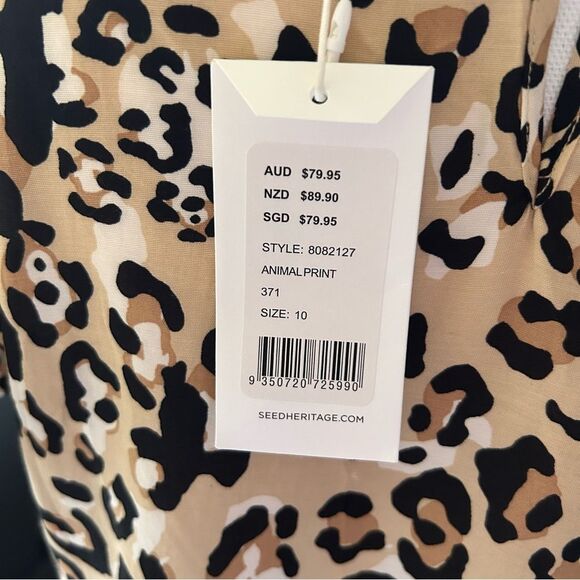 AUD $79.95
NZD $89.90
SGD $79.95
STYLE: 8082127
ANIMAL PRINT
371
SIZE: 10
9 350720 725990
SEEDHERITAGE.COM